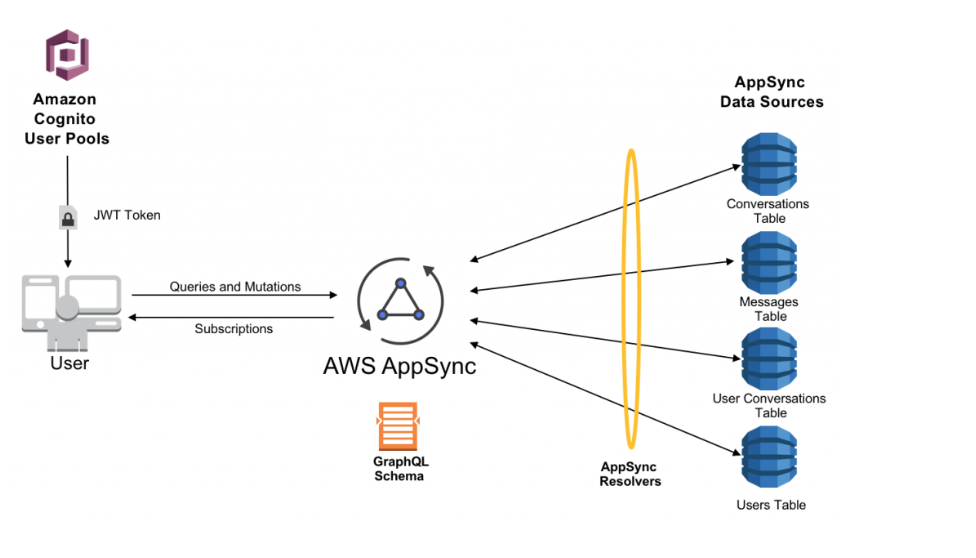 Amazon
Cognito
User Pools
JWT Token
User
Queries and Mutations
Subscriptions
AWS AppSync
GraphQL
Schema
AppSync
Resolvers
AppSync
Data Sources
Conversations
Table
Messages
Table
User Conversations
Table
Users Table